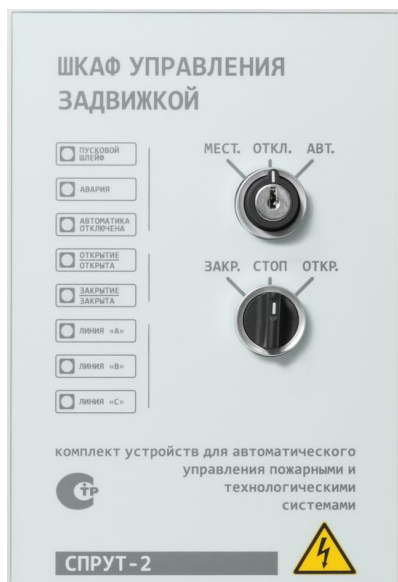 ШКАФ УПРАВЛЕНИЯ
ЗАДВИЖКОЙ
ПУСКОВОЙ
ШЛЕЙФ
АВАРИЯ
АВТОМАТИКА
ОТКЛЮЧЕНА
ОТКРЫТИЕ
ОТКРЫТА
ЗАКРЫТИЕ
ЗАКРЫТА
ЛИНИЯ «А»
ЛИНИЯ «В»
ЛИНИЯ «С»
МЕСТ. ОТКЛ. АВТ.
ЗАКР. СТОП ОТКР.
комплект устройств для автоматического
управления пожарными и
технологическими
системами
СТР
СПРУТ-2